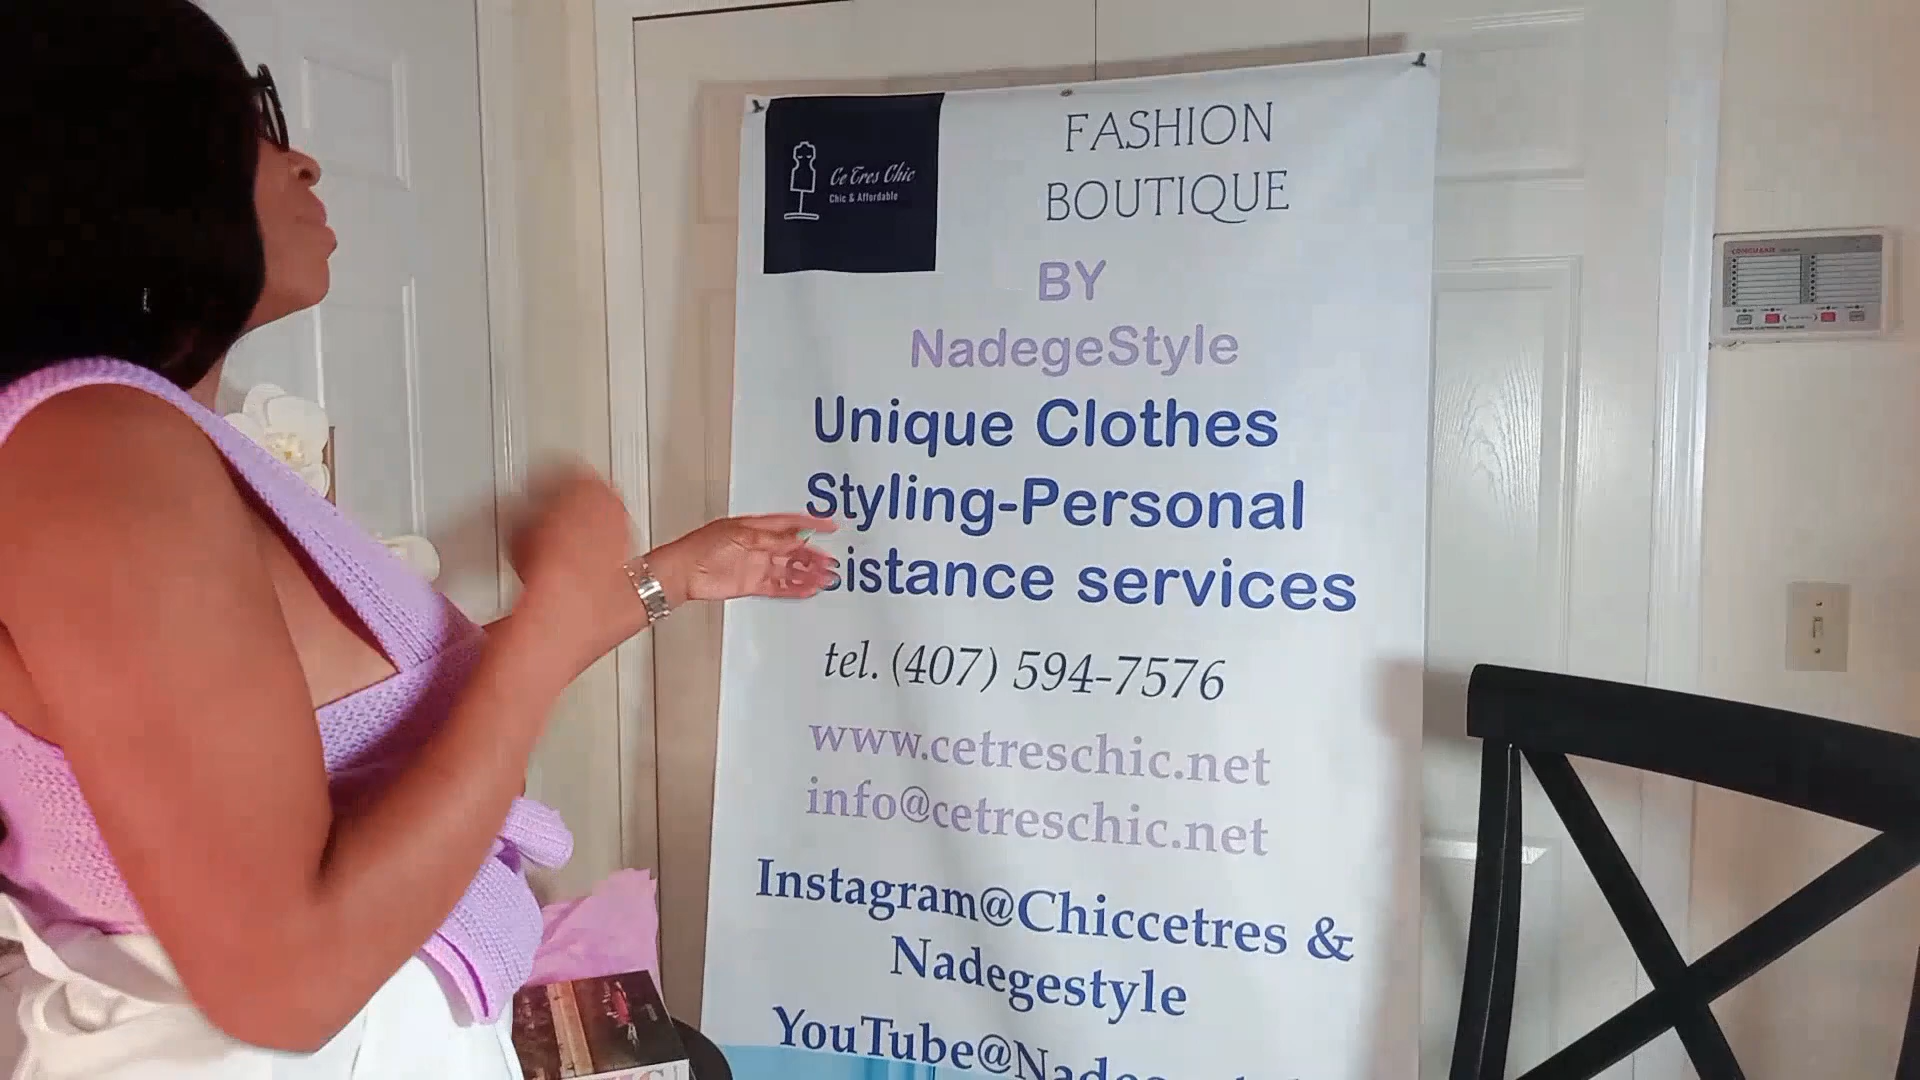 Ce Tres Chic
Chic & Affordable
FASHION
BOUTIQUE
BY
NadegeStyle
Unique Clothes
Styling-Personal
ssistance services
tel. (407) 594-7576
www.cetreschic.net
info@cetreschic.net
Instagram@Chiccetres &
Nadegestyle